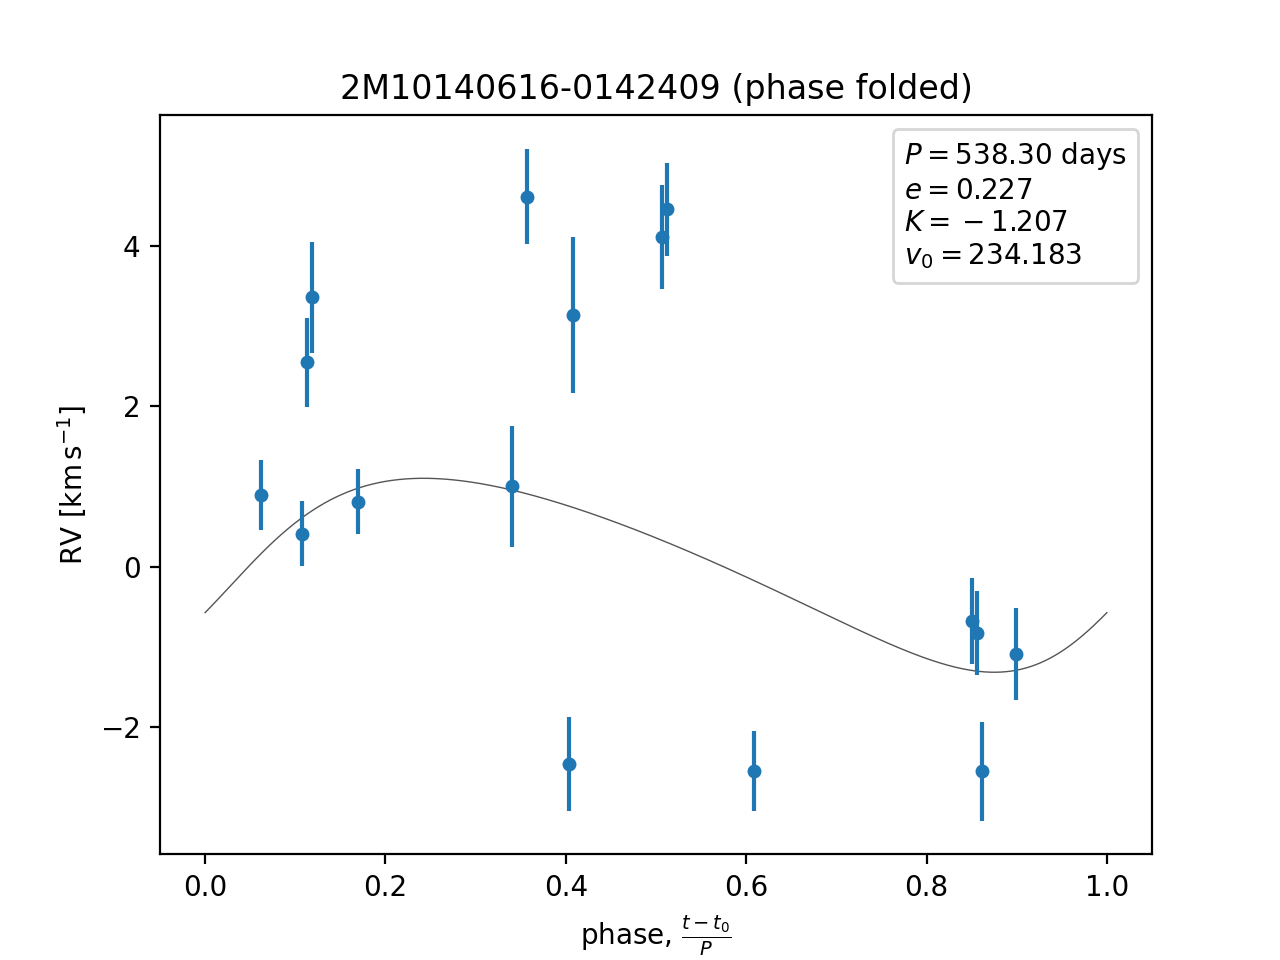 2M10140616-0142409 (phase folded)
P = 538.30 days
e = 0.227
K = −1.207
v₀ = 234.183
RV [km s⁻¹]
4
2
0
−2
0.0 0.2 0.4 0.6 0.8 1.0
phase, (t − t₀)/P